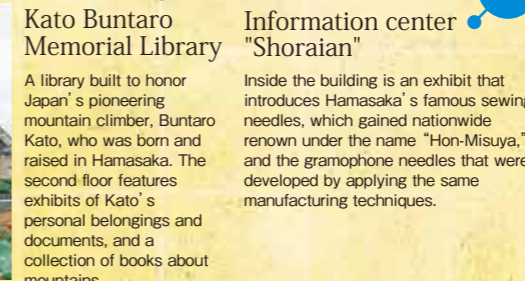 Kato Buntaro
Memorial Library
A library built to honor
Japan's pioneering
mountain climber, Buntaro
Kato, who was born and
raised in Hamasaka. The
second floor features
exhibits of Kato's
personal belongings and
documents, and a
collection of books about
mountains
Information center
"Shoraian"
Inside the building is an exhibit that
introduces Hamasaka's famous sewing
needles, which gained nationwide
renown under the name “Hon-Misuya,”
and the gramophone needles that were
developed by applying the same
manufacturing techniques.